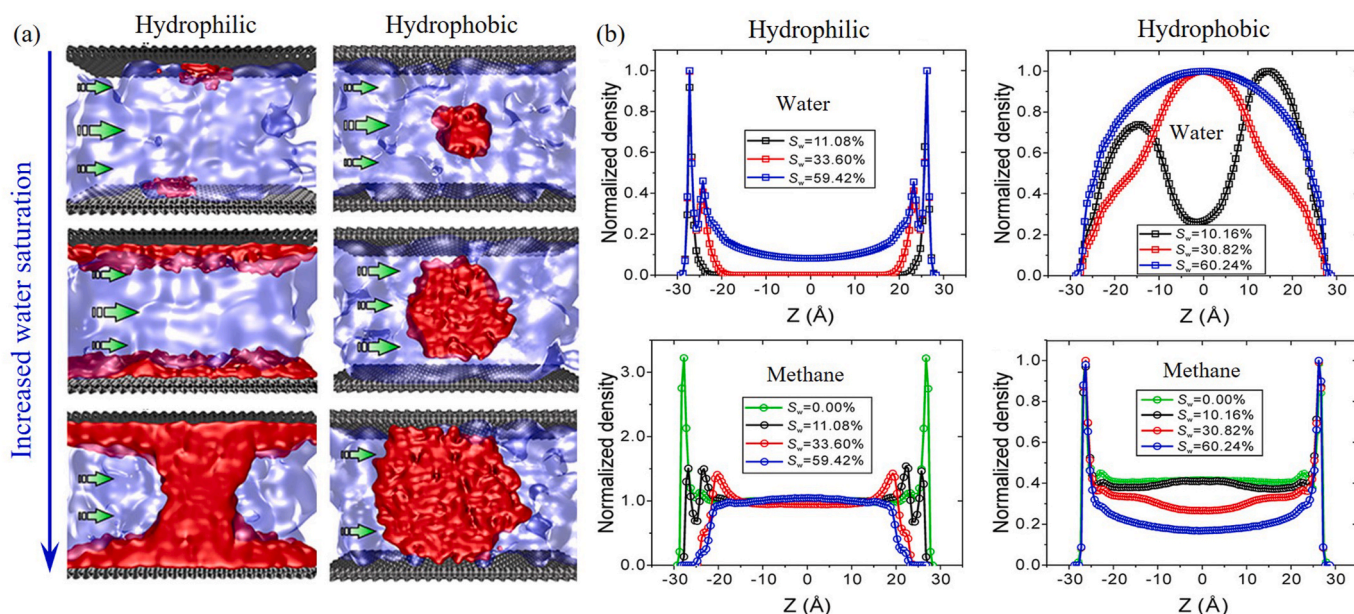 (a)
Hydrophilic
Hydrophobic
Increased water saturation
(b)
Hydrophilic
Normalized density
1.0
0.8
0.6
0.4
0.2
0.0
Water
Sw=11.08%
Sw=33.60%
Sw=59.42%
-30 -20 -10 0 10 20 30
Z (Å)
Hydrophobic
Normalized density
1.0
0.8
0.6
0.4
0.2
0.0
Water
Sw=10.16%
Sw=30.82%
Sw=60.24%
-30 -20 -10 0 10 20 30
Z (Å)
Normalized density
3.0
2.0
1.0
0.0
Methane
Sw=0.00%
Sw=11.08%
Sw=33.60%
Sw=59.42%
-30 -20 -10 0 10 20 30
Z (Å)
Normalized density
1.0
0.8
0.6
0.4
0.2
0.0
Methane
Sw=0.00%
Sw=10.16%
Sw=30.82%
Sw=60.24%
-30 -20 -10 0 10 20 30
Z (Å)